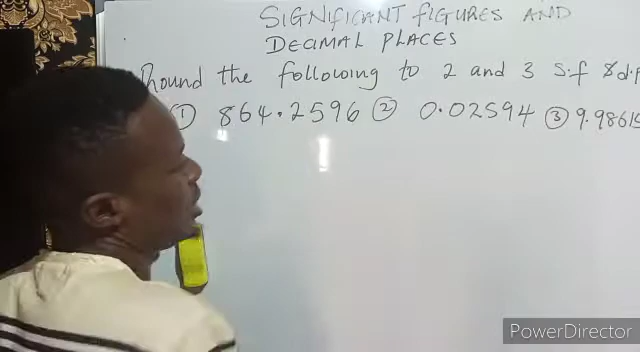 SIGNIFICANT FIGURES AND
DECIMAL PLACES
Round the following to 2 and 3 s.f & d.p
① 864.2596 ② 0.02594 ③ 9.9861
PowerDirector